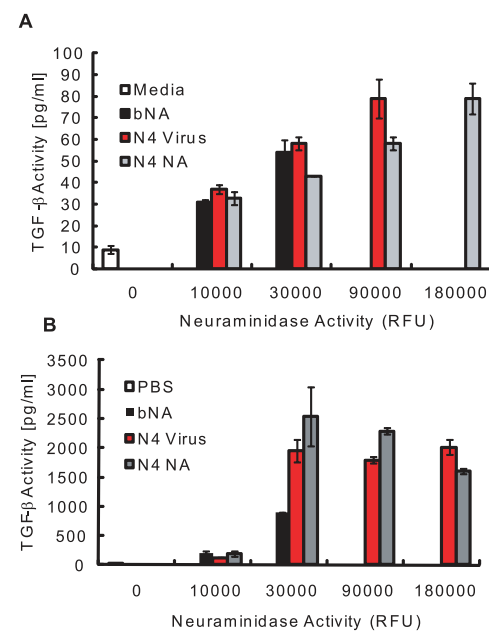 A
100
90
80
70
60
50
40
30
20
10
0
TGF-β Activity [pg/ml]
Media
bNA
N4 Virus
N4 NA
0 10000 30000 90000 180000
Neuraminidase Activity (RFU)
B
3500
3000
2500
2000
1500
1000
500
0
TGF-β Activity [pg/ml]
PBS
bNA
N4 Virus
N4 NA
0 10000 30000 90000 180000
Neuraminidase Activity (RFU)